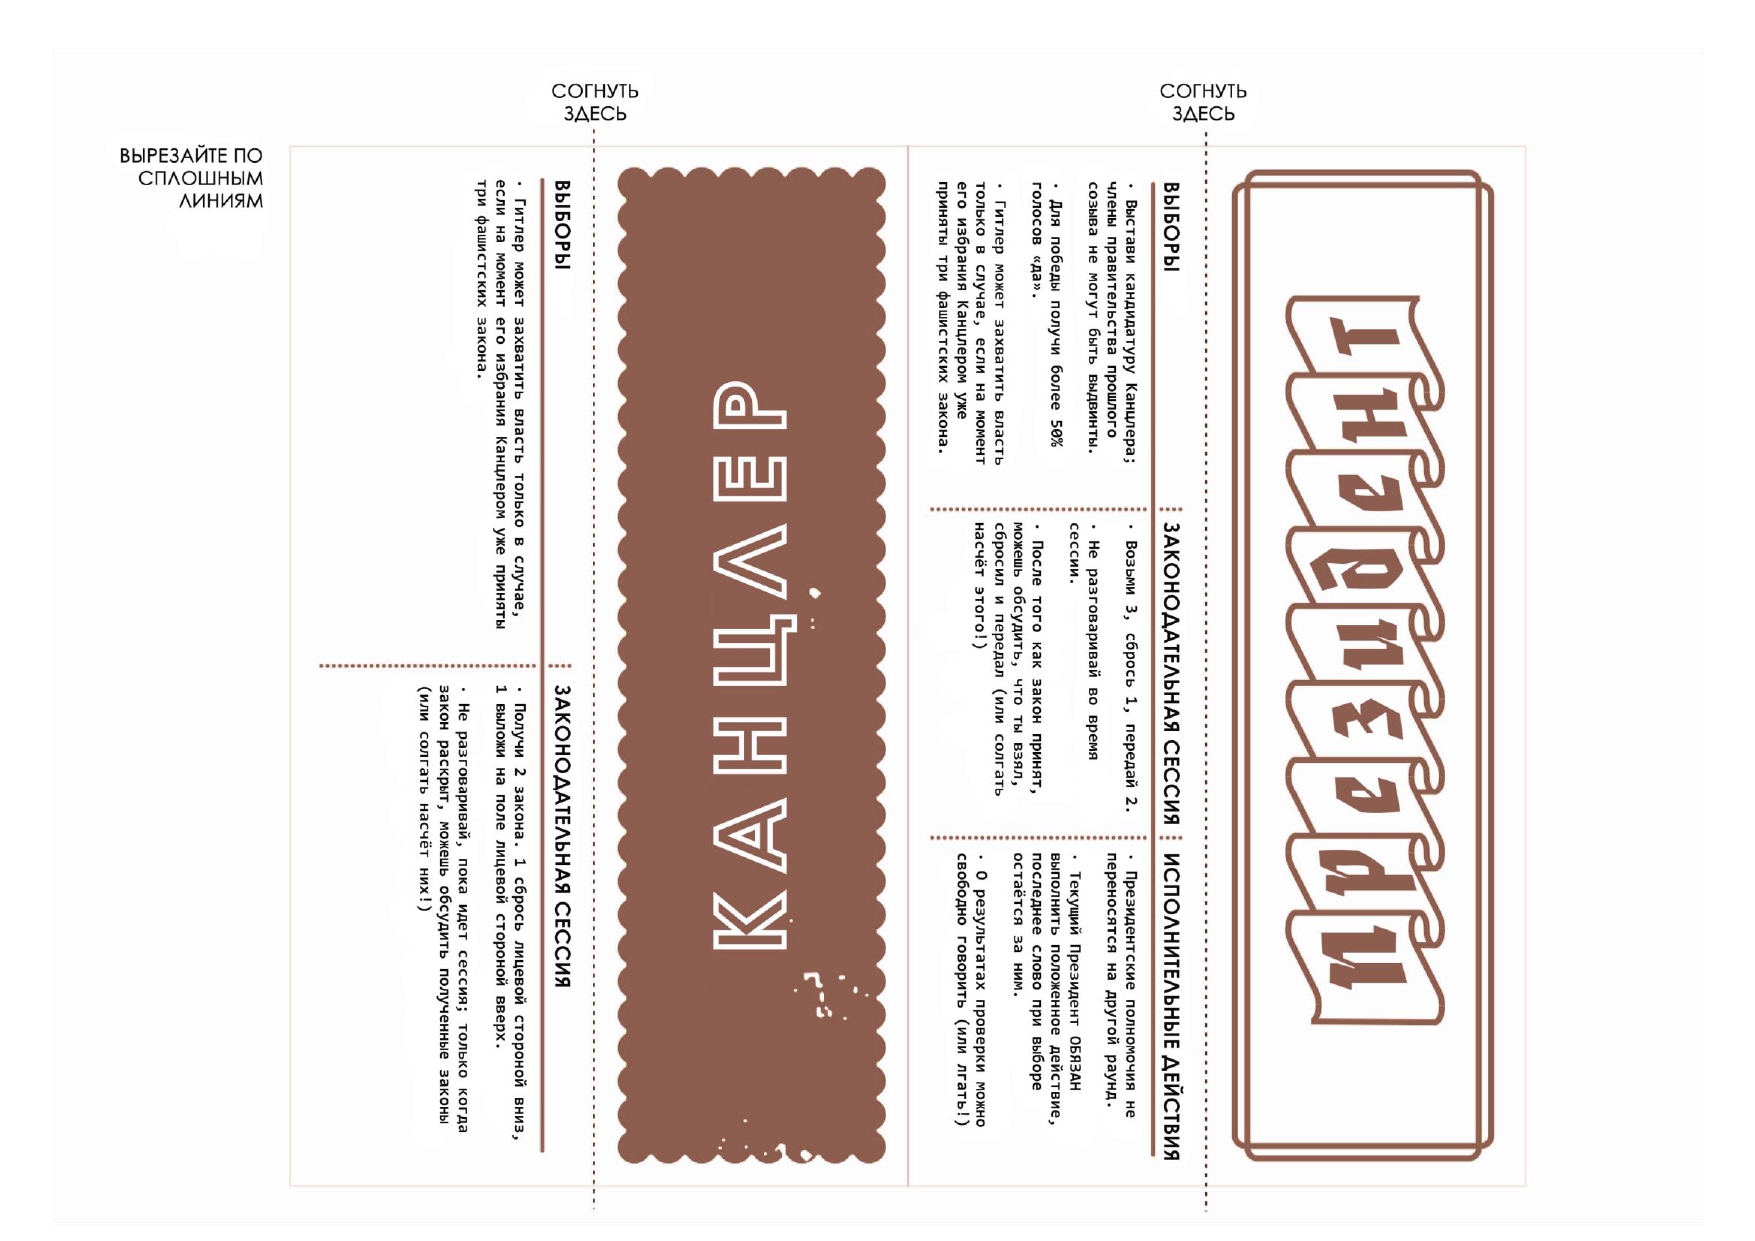 СОГНУТЬ
ЗДЕСЬ
СОГНУТЬ
ЗДЕСЬ
ВЫРЕЗАЙТЕ ПО
СПЛОШНЫМ
ЛИНИЯМ
ВЫБОРЫ
· Гитлер может захватить власть только в случае,
если на момент его избрания Канцлером уже приняты
три фашистских закона.
ЗАКОНОДАТЕЛЬНАЯ СЕССИЯ
· Получи 2 закона. 1 сбрось лицевой стороной вниз,
1 выложи на поле лицевой стороной вверх.
· Не разговаривай, пока идет сессия; только когда
закон раскрыт, можешь обсудить полученные законы
(или солгать насчёт них!)
КАНЦЛЕР
ВЫБОРЫ
· Выстави кандидатуру Канцлера;
члены правительства прошлого
созыва не могут быть выдвинты.
· Для победы получи более 50%
голосов «да».
· Гитлер может захватить власть
только в случае, если на момент
его избрания Канцлером уже
приняты три фашистских закона.
ЗАКОНОДАТЕЛЬНАЯ СЕССИЯ
· Возьми 3, сбрось 1, передай 2.
· Не разговаривай во время
сессии.
· После того как закон принят,
можешь обсудить, что ты взял,
сбросил и передал (или солгать
насчёт этого!)
ИСПОЛНИТЕЛЬНЫЕ ДЕЙСТВИЯ
· Президентские полномочия не
переносятся на другой раунд.
· Текущий Президент ОБЯЗАН
выполнить положенное действие,
последнее слово при выборе
остаётся за ним.
· О результатах проверки можно
свободно говорить (или лгать!)
Президент